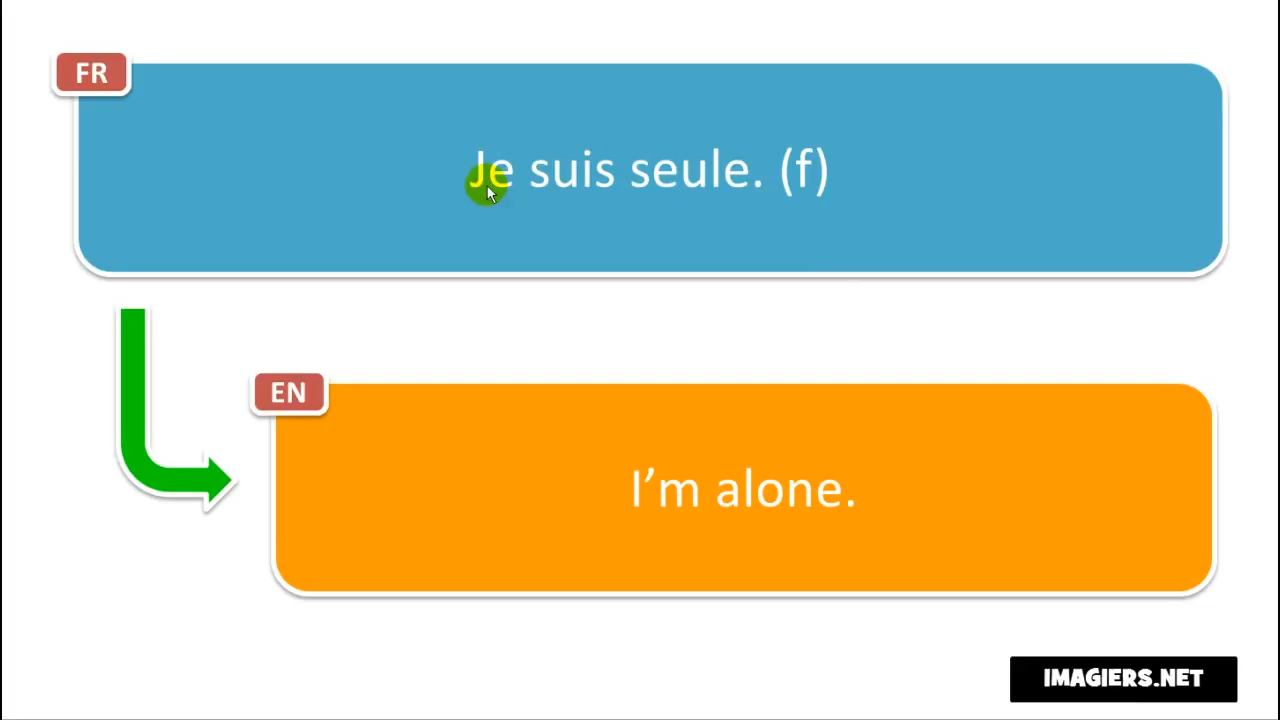 FR
Je suis seule. (f)
EN
I’m alone.
IMAGIERS.NET